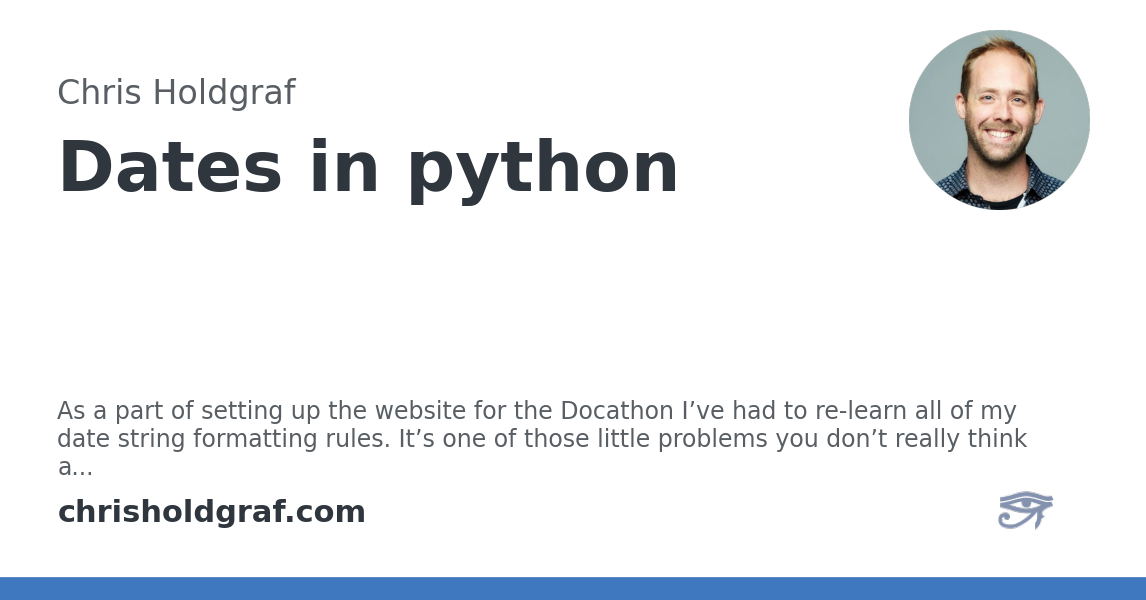 Chris Holdgraf
Dates in python
As a part of setting up the website for the Docathon I’ve had to re-learn all of my
date string formatting rules. It’s one of those little problems you don’t really think
a...
chrisholdgraf.com